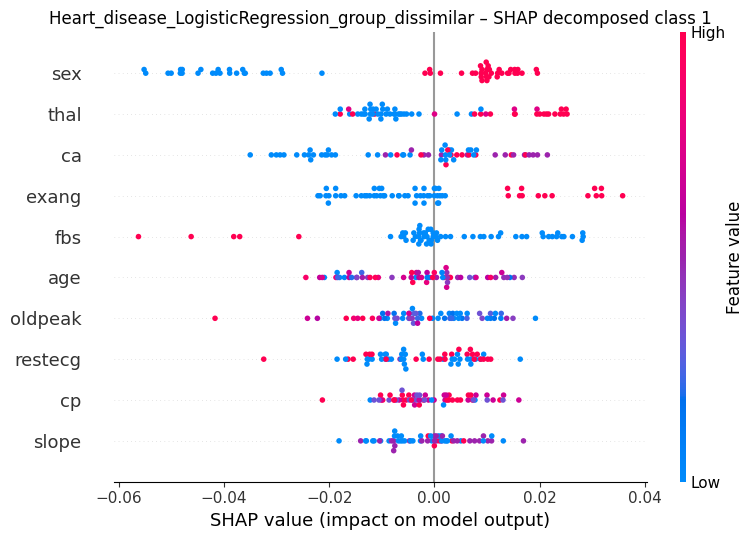 Heart_disease_LogisticRegression_group_dissimilar – SHAP decomposed class 1
High
sex
thal
ca
exang
fbs
age
oldpeak
restecg
cp
slope
Feature value
Low
−0.06 −0.04 −0.02 0.00 0.02 0.04
SHAP value (impact on model output)